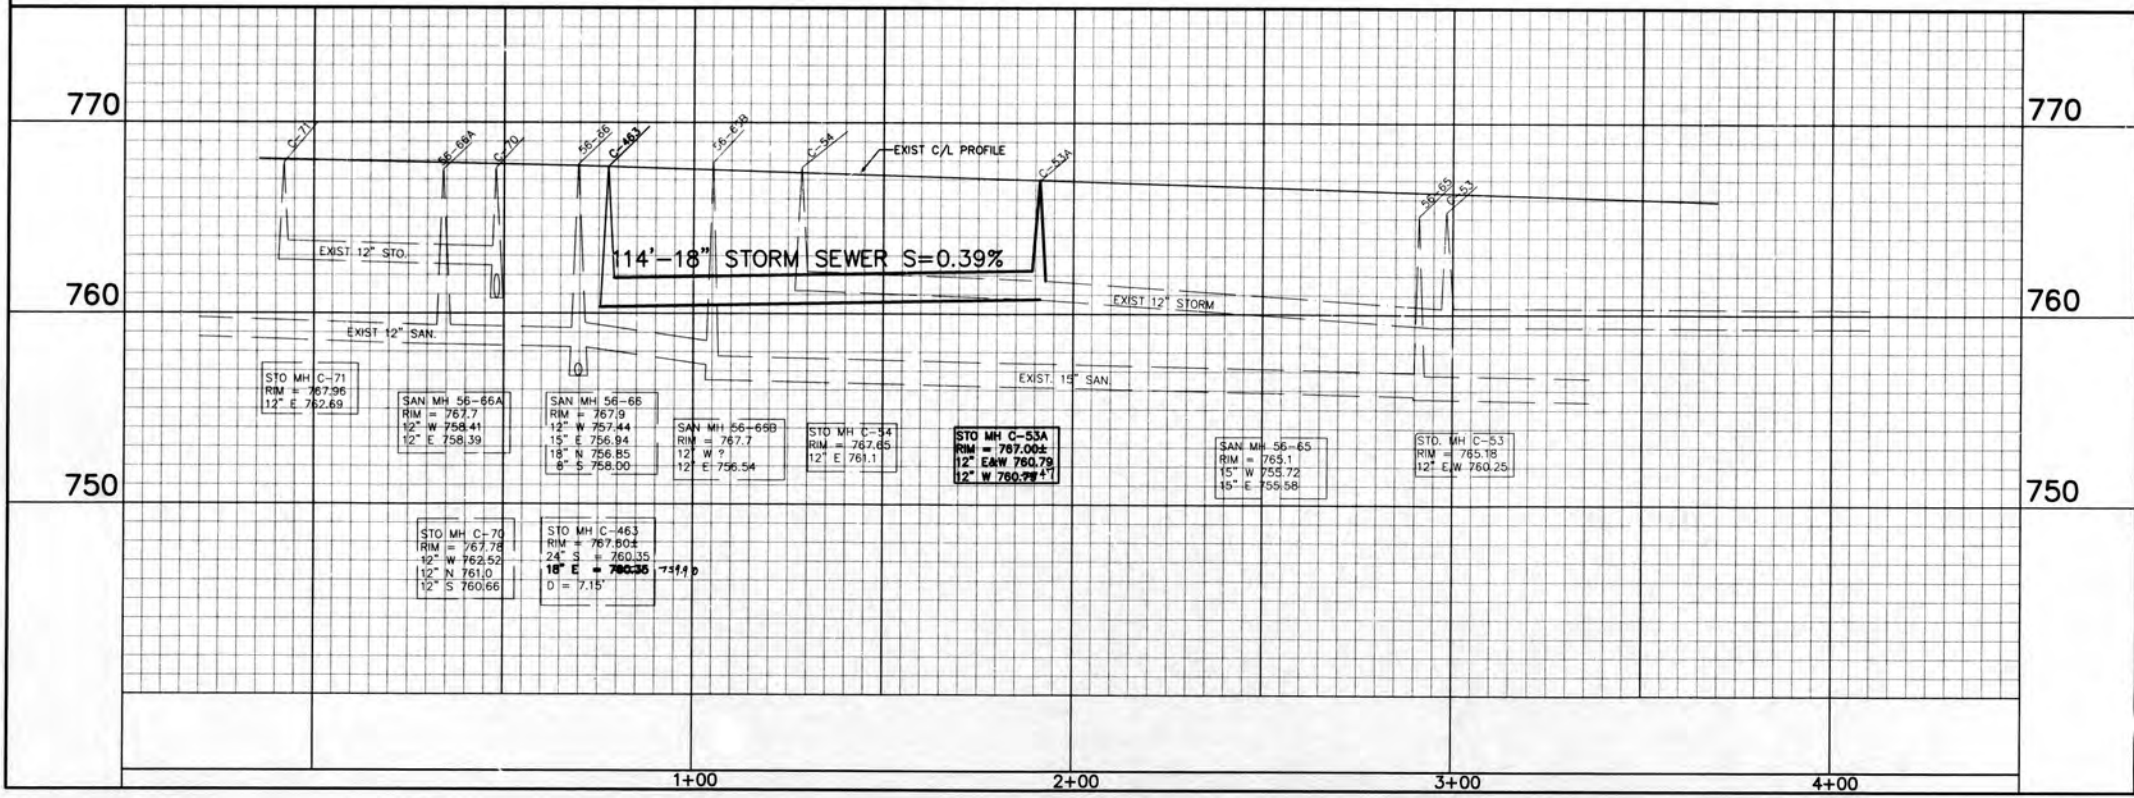 770
770
C-71
56-66A
C-70
56-66
C-463
56-65B
C-54
EXIST C/L PROFILE
C-53A
56-65
C-53
EXIST 12" STO.
114'-18" STORM SEWER S=0.39%
760
760
EXIST 12" STORM
EXIST 12" SAN.
EXIST. 15" SAN.
STO MH C-71
RIM = 767.96
12" E 762.69
SAN MH 56-66A
RIM = 767.7
12" W 758.41
12" E 758.39
SAN MH 56-66
RIM = 767.9
12" W 757.44
15" E 756.94
18" N 756.85
8" S 758.00
SAN MH 56-65B
RIM = 767.7
12" W ?
12" E 756.54
STO MH C-54
RIM = 767.65
12" E 761.1
STO MH C-53A
RIM = 767.00±
12" E&W 760.79
12" W 760.79
SAN MH 56-65
RIM = 765.1
15" W 755.72
15" E 755.58
STO. MH C-53
RIM = 765.18
12" E,W 760.25
750
750
STO MH C-70
RIM = 767.78
12" W 762.52
12" N 761.0
12" S 760.66
STO MH C-463
RIM = 767.50±
24" S = 760.35
18" E = 760.35 759.90
D = 7.15'
1+00
2+00
3+00
4+00